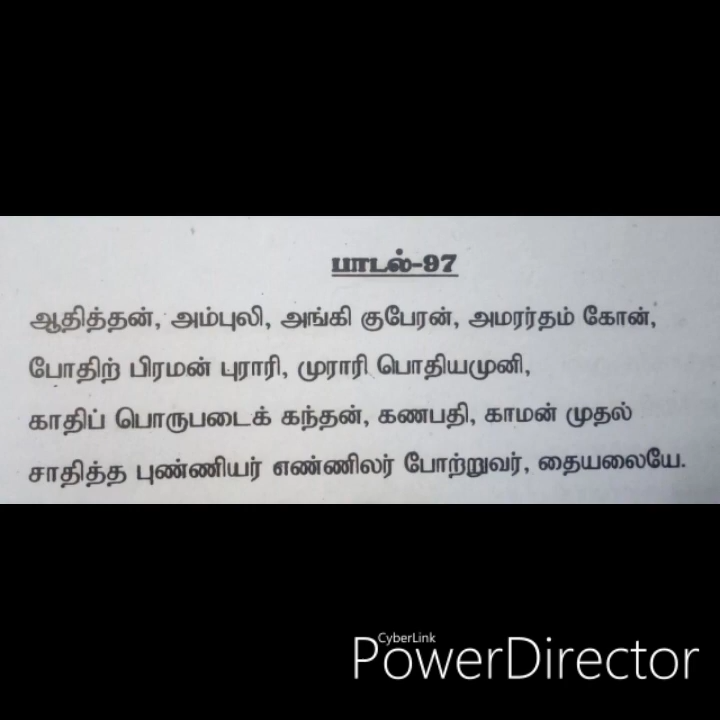 பாடல்-97
ஆதித்தன், அம்புலி, அங்கி குபேரன், அமரர்தம் கோன்,
போதிற் பிரமன் புராரி, முராரி பொதியமுனி,
காதிப் பொருபடைக் கந்தன், கணபதி, காமன் முதல்
சாதித்த புண்ணியர் எண்ணிலர் போற்றுவர், தையலையே.
CyberLink
PowerDirector